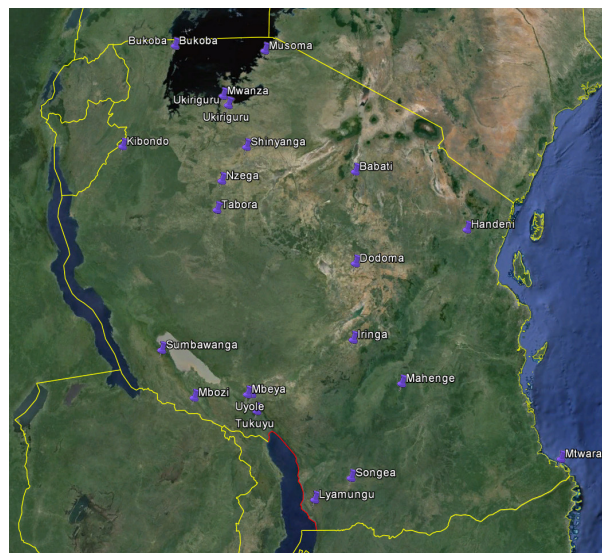 Bukoba Bukoba
Musoma
Mwanza
Ukiriguru
Ukiriguru
Kibondo
Shinyanga
Babati
Nzega
Tabora
Handeni
Dodoma
Iringa
Sumbawanga
Mahenge
Mbeya
Mbozi
Uyole
Tukuyu
Mtwara
Songea
Lyamungu